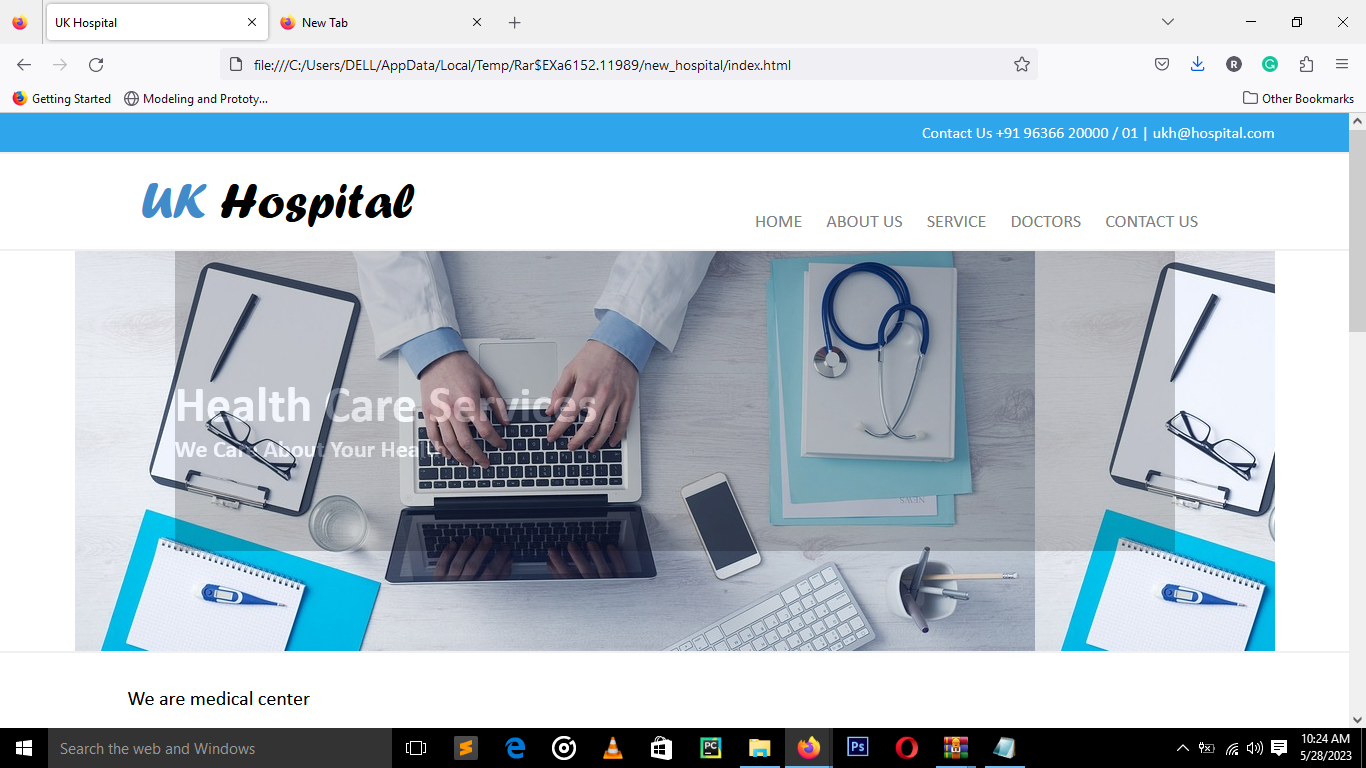 UK Hospital
New Tab
file:///C:/Users/DELL/AppData/Local/Temp/Rar$EXa6152.11989/new_hospital/index.html
Getting Started
Modeling and Prototy...
Other Bookmarks
Contact Us +91 96366 20000 / 01 | ukh@hospital.com
UK Hospital
HOME ABOUT US SERVICE DOCTORS CONTACT US
Health Care Services
We Care About Your Health
NEWS
We are medical center
Search the web and Windows
PC
Ps
10:24 AM
5/28/2023